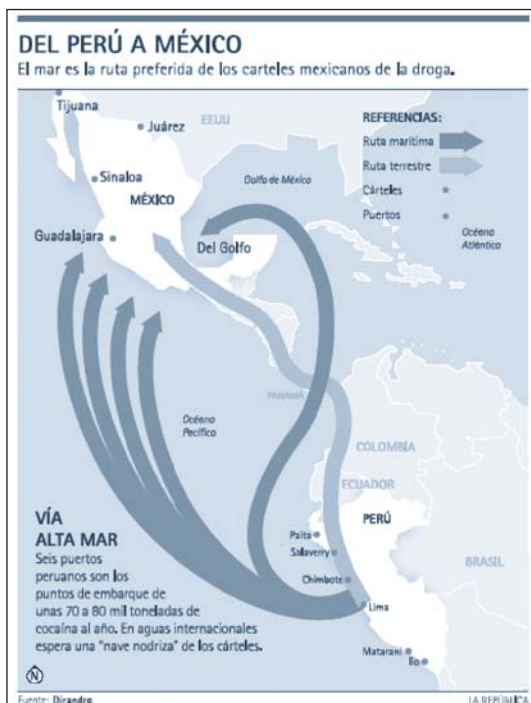 DEL PERÚ A MÉXICO
El mar es la ruta preferida de los carteles mexicanos de la droga.
Tijuana
Juárez
EEUU
REFERENCIAS:
Ruta marítima
Ruta terrestre
Cárteles
Puertos
Sinaloa
MÉXICO
Golfo de México
Océano
Atlántico
Guadalajara
Del Golfo
PANAMÁ
Océano
Pacífico
COLOMBIA
ECUADOR
PERÚ
BRASIL
Paita
Salaverry
Chimbote
Lima
Matarani
Ilo
VÍA
ALTA MAR
Seis puertos
peruanos son los
puntos de embarque de
unas 70 a 80 mil toneladas de
cocaína al año. En aguas internacionales
espera una "nave nodriza" de los cárteles.
N
Fuente: Dirandro
LA REPÚBLICA